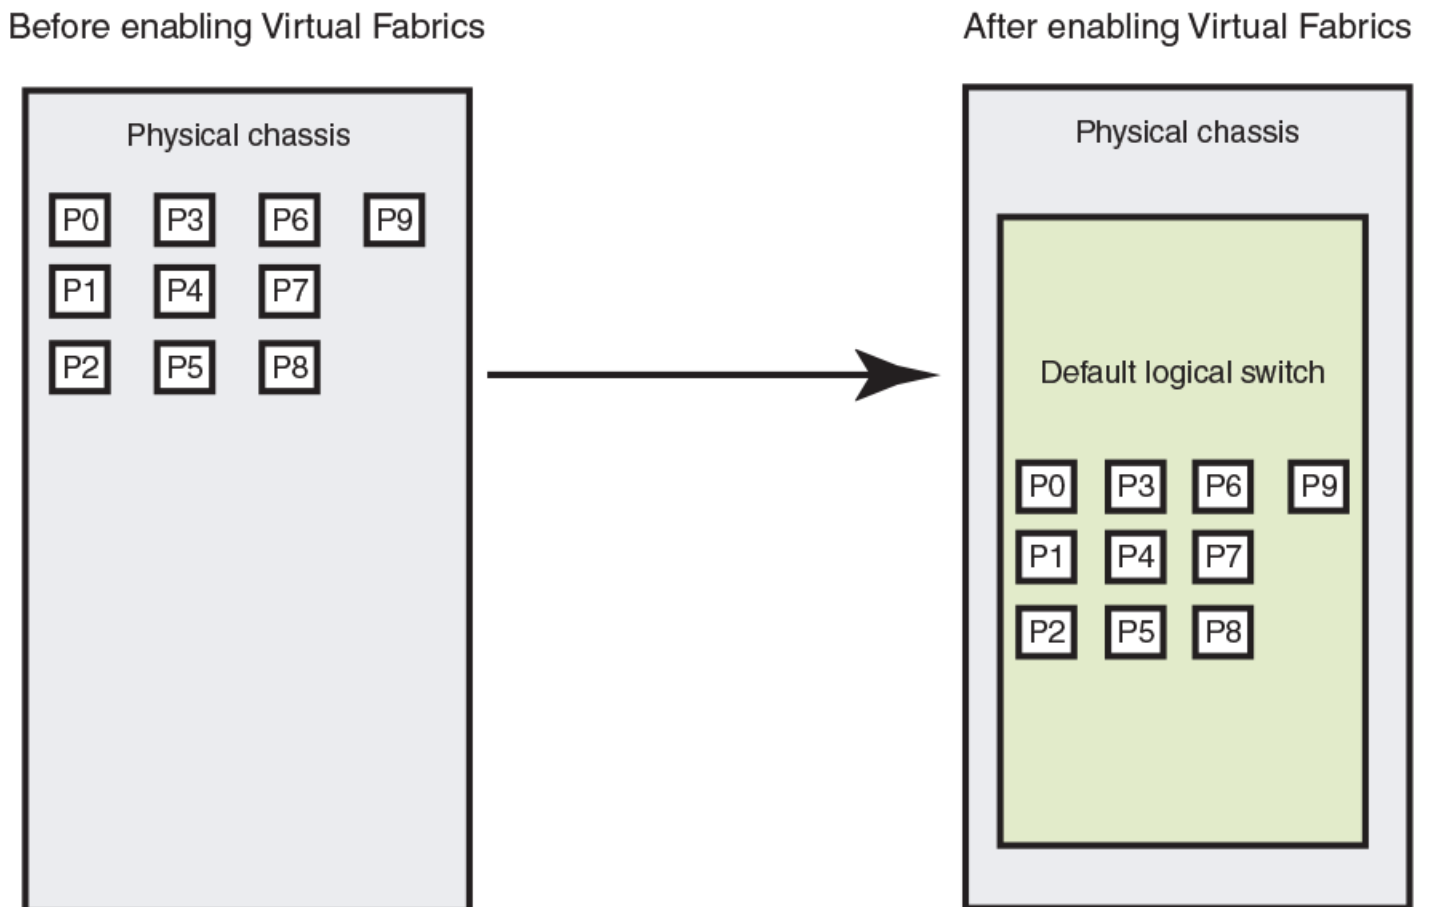 Before enabling Virtual Fabrics
Physical chassis
P0 P3 P6 P9
P1 P4 P7
P2 P5 P8
After enabling Virtual Fabrics
Physical chassis
Default logical switch
P0 P3 P6 P9
P1 P4 P7
P2 P5 P8